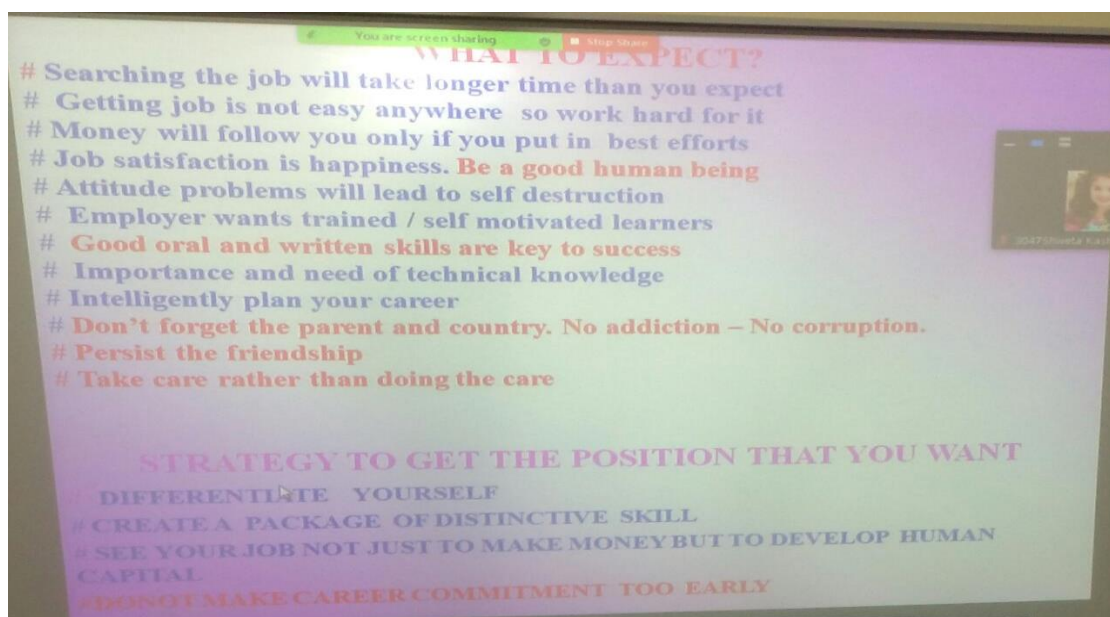 You are screen sharing
Stop Share
WHAT TO EXPECT?
# Searching the job will take longer time than you expect
# Getting job is not easy anywhere so work hard for it
# Money will follow you only if you put in best efforts
# Job satisfaction is happiness. Be a good human being
# Attitude problems will lead to self destruction
# Employer wants trained / self motivated learners
# Good oral and written skills are key to success
# Importance and need of technical knowledge
# Intelligently plan your career
# Don't forget the parent and country. No addiction – No corruption.
# Persist the friendship
# Take care rather than doing the care
3047 Shweta
STRATEGY TO GET THE POSITION THAT YOU WANT
# DIFFERENTIATE YOURSELF
# CREATE A PACKAGE OF DISTINCTIVE SKILL
# SEE YOUR JOB NOT JUST TO MAKE MONEY BUT TO DEVELOP HUMAN
CAPITAL
#DONOT MAKE CAREER COMMITMENT TOO EARLY